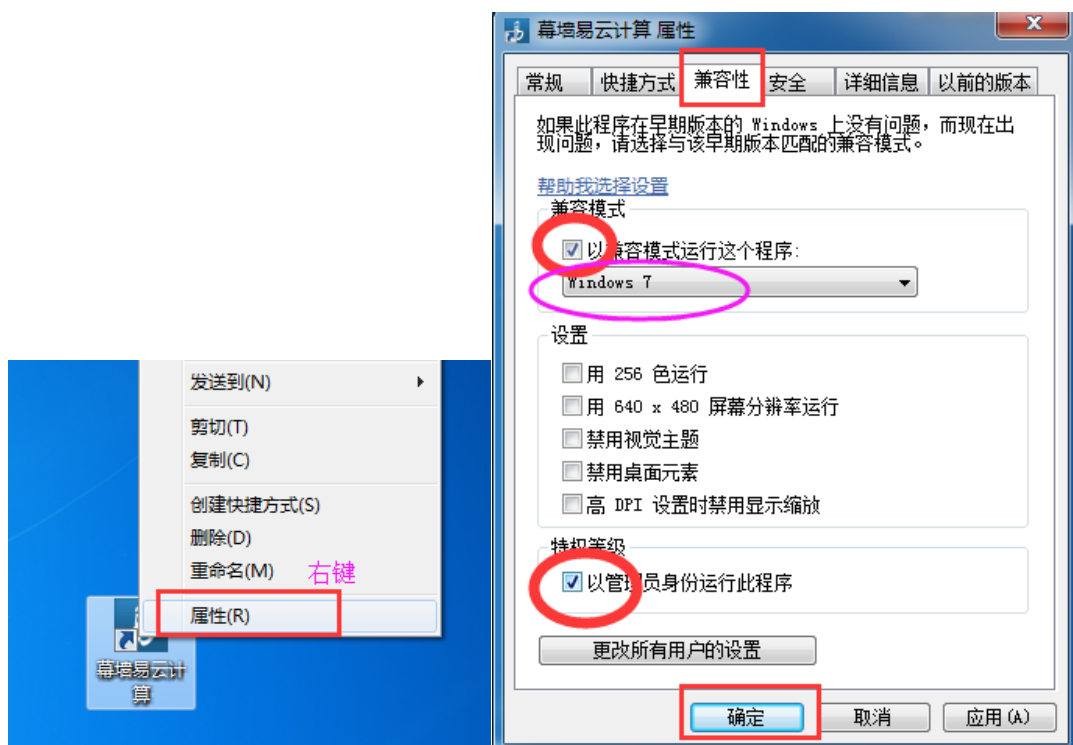 幕墙易云计算 属性
常规
快捷方式
兼容性
安全
详细信息
以前的版本
如果此程序在早期版本的 Windows 上没有问题，而现在出
现问题，请选择与该早期版本匹配的兼容模式。
帮助我选择设置
兼容模式
以兼容模式运行这个程序:
Windows 7
设置
用 256 色运行
用 640 x 480 屏幕分辨率运行
禁用视觉主题
禁用桌面元素
高 DPI 设置时禁用显示缩放
特权等级
以管理员身份运行此程序
更改所有用户的设置
确定
取消
应用(A)
发送到(N)
剪切(T)
复制(C)
创建快捷方式(S)
删除(D)
重命名(M)
右键
属性(R)
幕墙易云计
算